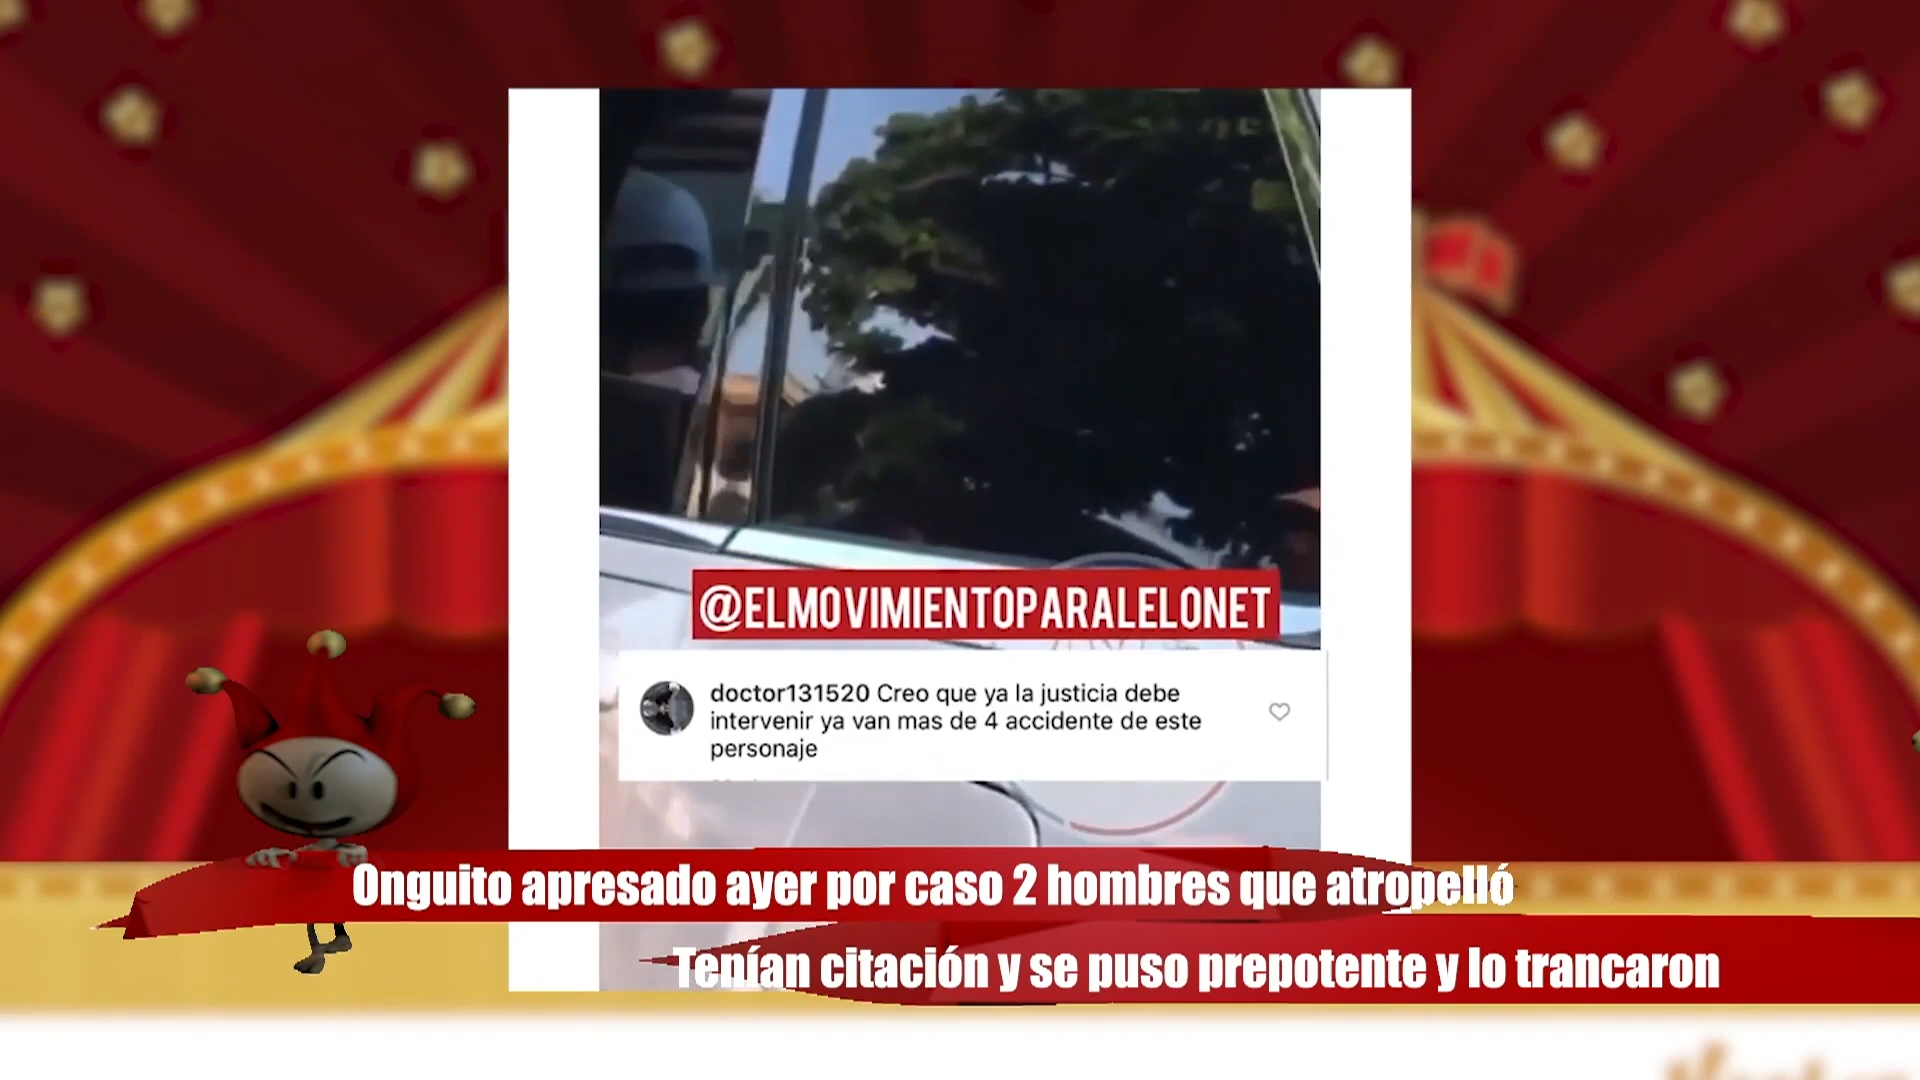 @ELMOVIMIENTOPARALELONET
doctor131520 Creo que ya la justicia debe
intervenir ya van mas de 4 accidente de este
personaje
Onguito apresado ayer por caso 2 hombres que atropelló
Tenían citación y se puso prepotente y lo trancaron